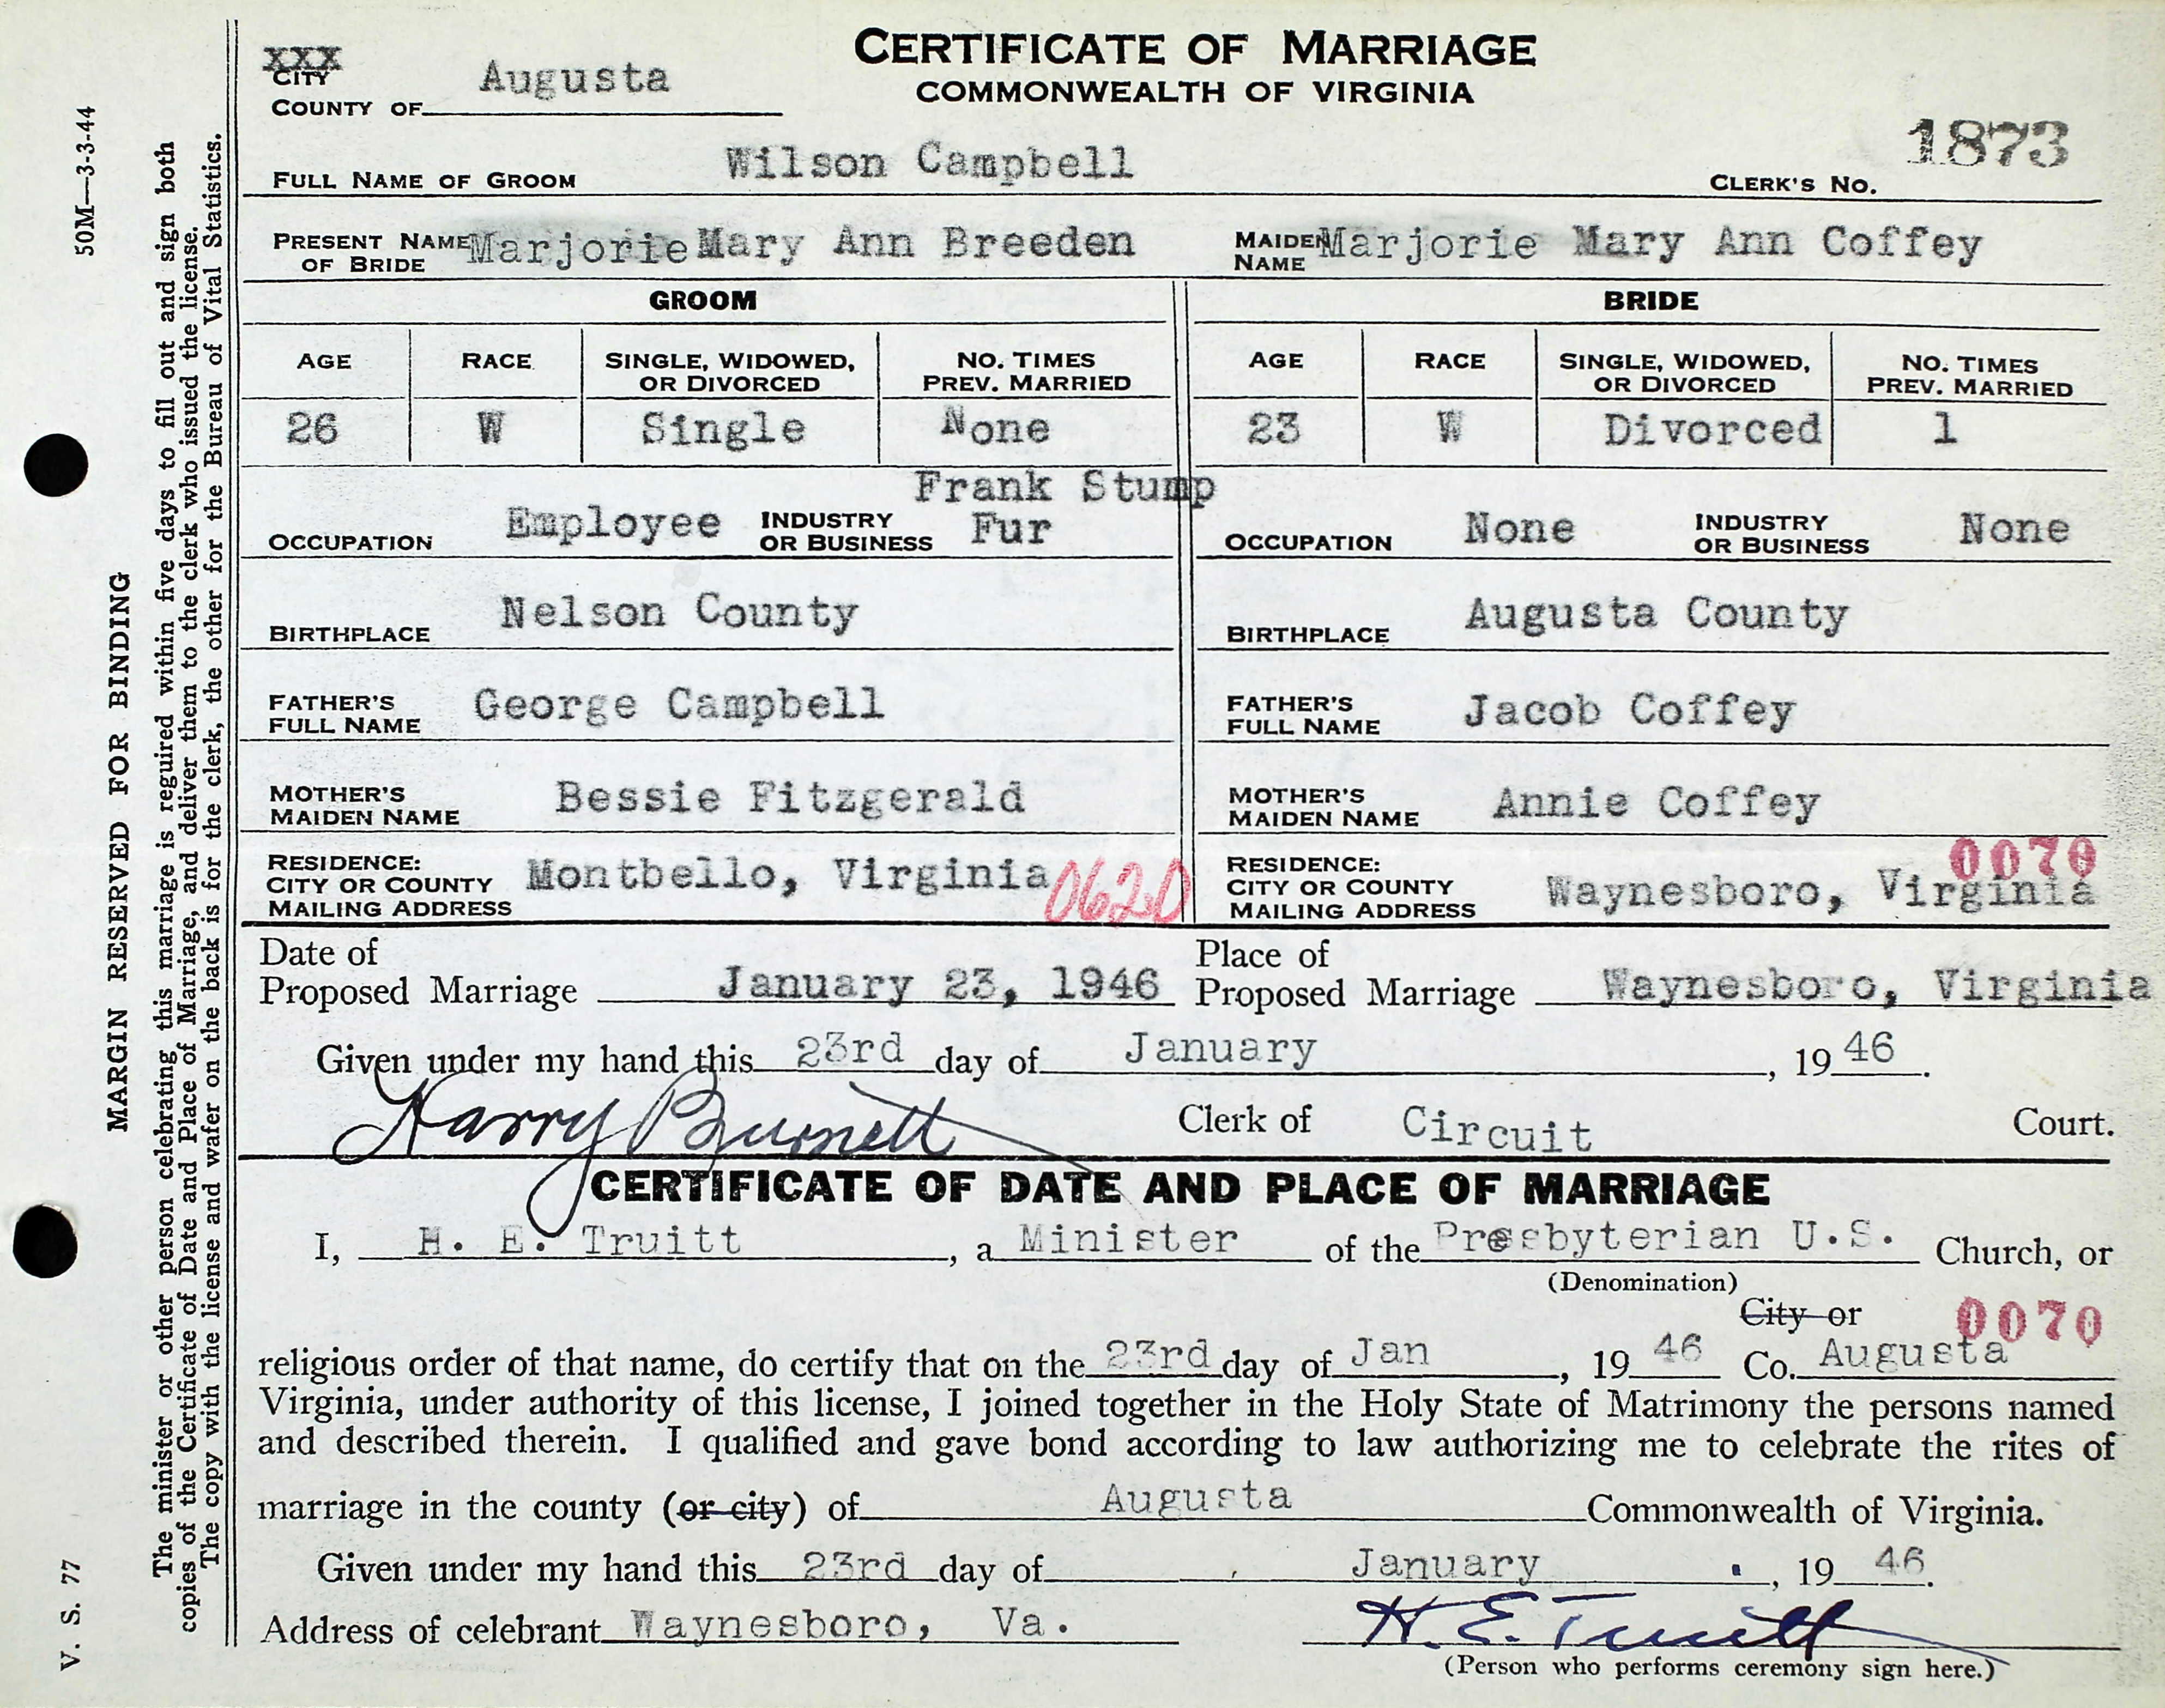 CERTIFICATE OF MARRIAGE
COMMONWEALTH OF VIRGINIA
XXX
CITY
COUNTY OF Augusta
1873
CLERK'S NO.
FULL NAME OF GROOM Wilson Campbell
PRESENT NAME OF BRIDE Marjorie Mary Ann Breeden
MAIDEN NAME Marjorie Mary Ann Coffey
GROOM
BRIDE
AGE RACE SINGLE, WIDOWED, OR DIVORCED NO. TIMES PREV. MARRIED
AGE RACE SINGLE, WIDOWED, OR DIVORCED NO. TIMES PREV. MARRIED
26 W Single None
23 W Divorced 1
OCCUPATION Employee INDUSTRY OR BUSINESS Frank Stump Fur
OCCUPATION None INDUSTRY OR BUSINESS None
BIRTHPLACE Nelson County
BIRTHPLACE Augusta County
FATHER'S FULL NAME George Campbell
FATHER'S FULL NAME Jacob Coffey
MOTHER'S MAIDEN NAME Bessie Fitzgerald
MOTHER'S MAIDEN NAME Annie Coffey
RESIDENCE: CITY OR COUNTY MAILING ADDRESS Montbello, Virginia 0620
RESIDENCE: CITY OR COUNTY MAILING ADDRESS Waynesboro, Virginia 0070
Date of Proposed Marriage January 23, 1946
Place of Proposed Marriage Waynesboro, Virginia
Given under my hand this 23rd day of January, 1946.
Harry Burnett Clerk of Circuit Court.
CERTIFICATE OF DATE AND PLACE OF MARRIAGE
I, H. E. Truitt, a Minister of the Presbyterian U.S. Church, or
(Denomination)
City or 0070
religious order of that name, do certify that on the 23rd day of Jan, 1946 Co. Augusta
Virginia, under authority of this license, I joined together in the Holy State of Matrimony the persons named
and described therein. I qualified and gave bond according to law authorizing me to celebrate the rites of
marriage in the county (or city) of Augusta Commonwealth of Virginia.
Given under my hand this 23rd day of January, 1946.
Address of celebrant Waynesboro, Va. H. E. Truitt
(Person who performs ceremony sign here.)
50M—3-3-44
MARGIN RESERVED FOR BINDING
V. S. 77
The minister or other person celebrating this marriage is required within five days to fill out and sign both
copies of the Certificate of Date and Place of Marriage, and deliver them to the clerk who issued the license.
The copy with the license and wafer on the back is for the clerk, the other for the Bureau of Vital Statistics.